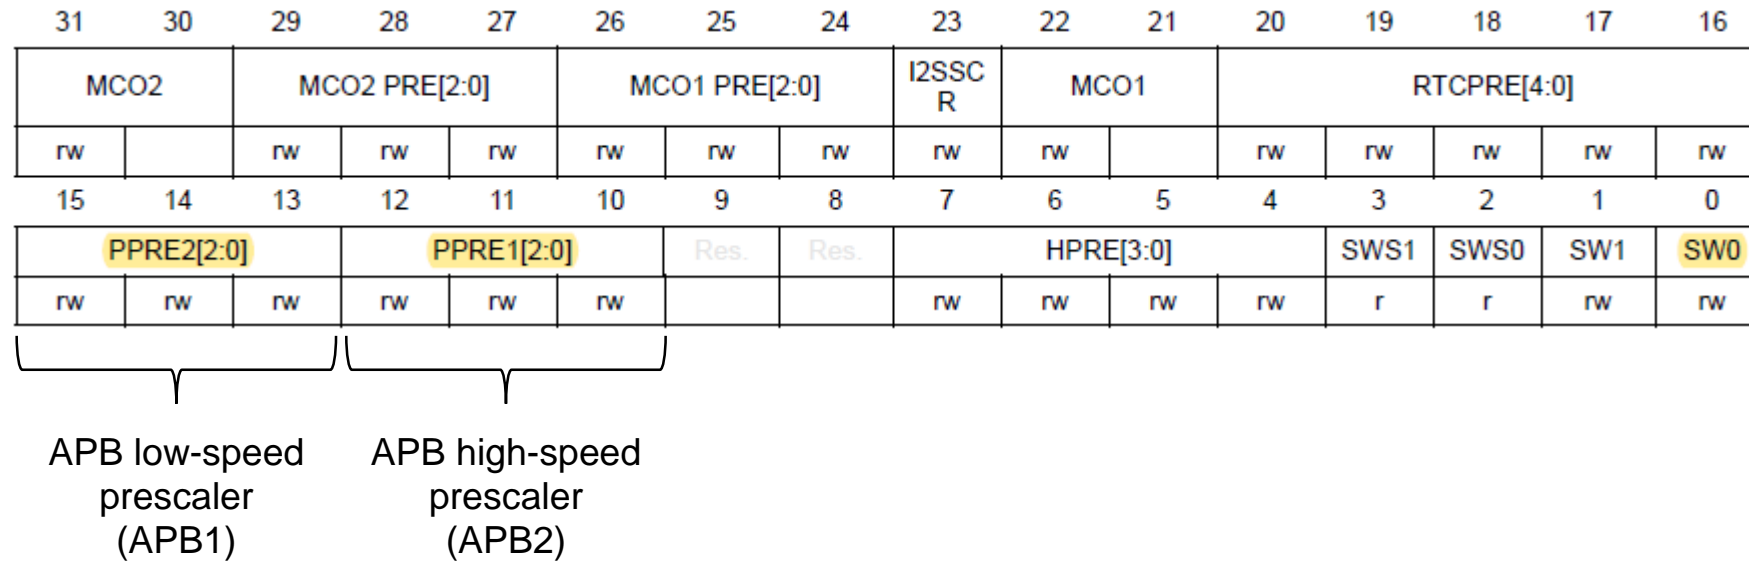 31 30 29 28 27 26 25 24 23 22 21 20 19 18 17 16
MCO2 MCO2 PRE[2:0] MCO1 PRE[2:0] I2SSC
R MCO1 RTCPRE[4:0]
rw rw rw rw rw rw rw rw rw rw rw rw rw rw
15 14 13 12 11 10 9 8 7 6 5 4 3 2 1 0
PPRE2[2:0] PPRE1[2:0] Res. Res. HPRE[3:0] SWS1 SWS0 SW1 SW0
rw rw rw rw rw rw rw rw rw rw r r rw rw
APB low-speed
prescaler
(APB1)
APB high-speed
prescaler
(APB2)